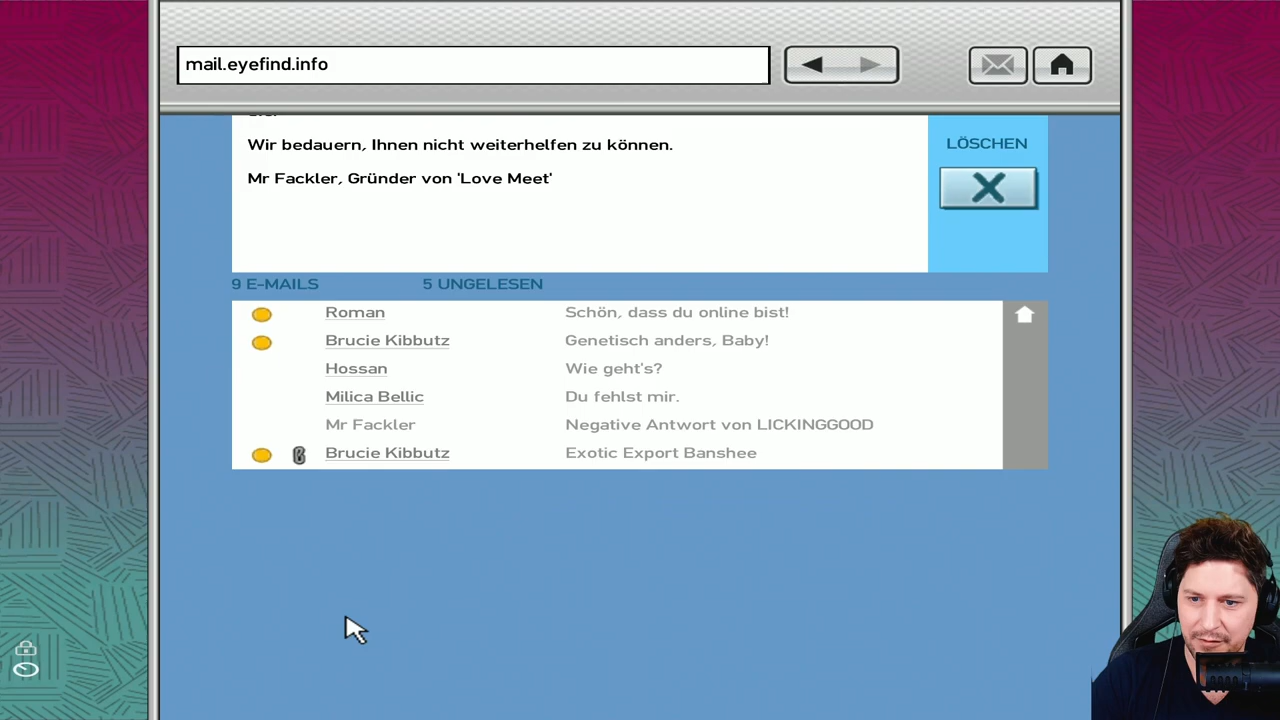 mail.eyefind.info
Wir bedauern, Ihnen nicht weiterhelfen zu können.
Mr Fackler, Gründer von 'Love Meet'
LÖSCHEN
9 E-MAILS 5 UNGELESEN
Roman Schön, dass du online bist!
Brucie Kibbutz Genetisch anders, Baby!
Hossan Wie geht's?
Milica Bellic Du fehlst mir.
Mr Fackler Negative Antwort von LICKINGGOOD
Brucie Kibbutz Exotic Export Banshee